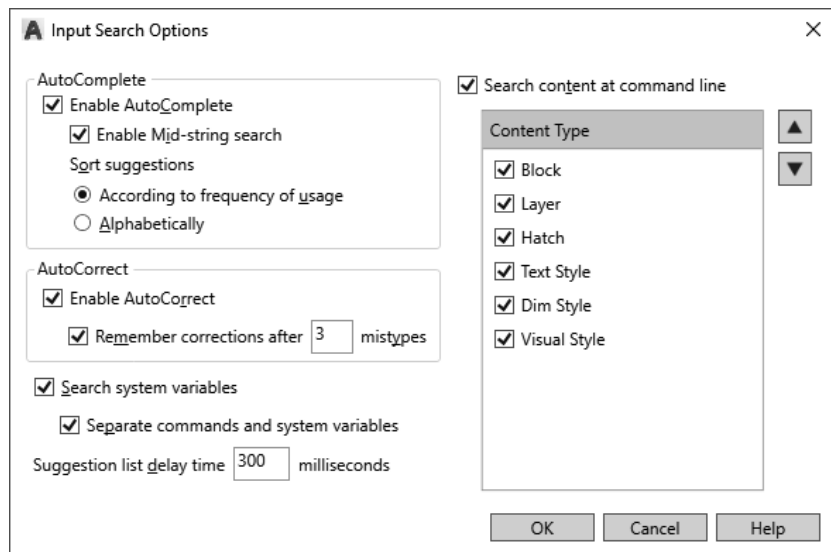 Input Search Options
AutoComplete
Enable AutoComplete
Enable Mid-string search
Sort suggestions
According to frequency of usage
Alphabetically
AutoCorrect
Enable AutoCorrect
Remember corrections after 3 mistypes
Search system variables
Separate commands and system variables
Suggestion list delay time 300 milliseconds
Search content at command line
Content Type
Block
Layer
Hatch
Text Style
Dim Style
Visual Style
OK Cancel Help